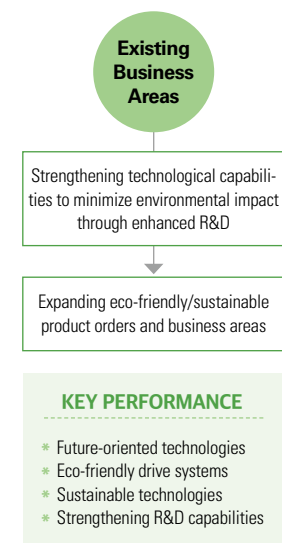 Existing
Business
Areas
Strengthening technological capabili-
ties to minimize environmental impact
through enhanced R&D
Expanding eco-friendly/sustainable
product orders and business areas
KEY PERFORMANCE
* Future-oriented technologies
* Eco-friendly drive systems
* Sustainable technologies
* Strengthening R&D capabilities